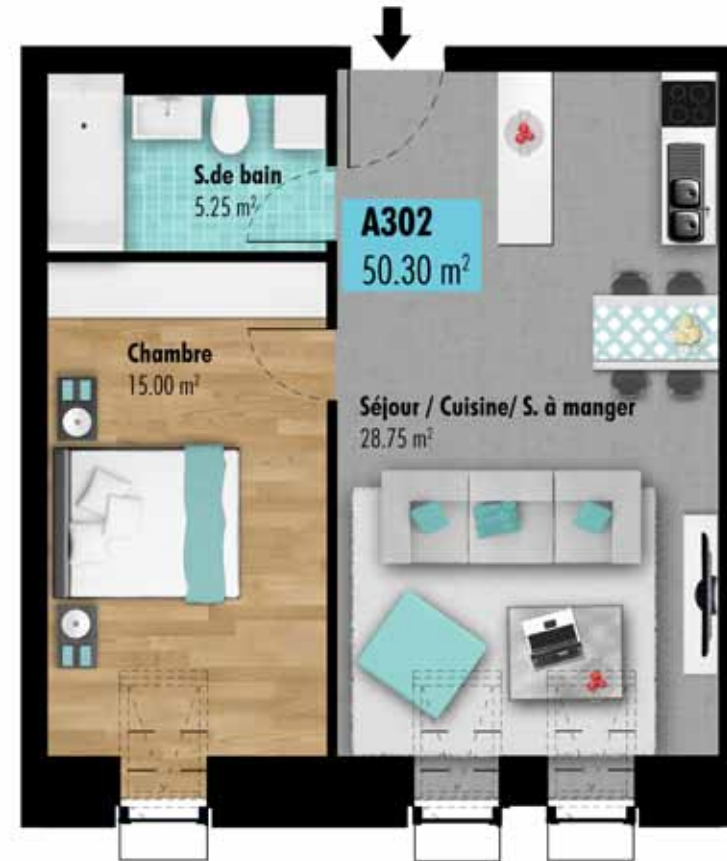 S.de bain
5.25 m²
A302
50.30 m²
Chambre
15.00 m²
Séjour / Cuisine/ S. à manger
28.75 m²